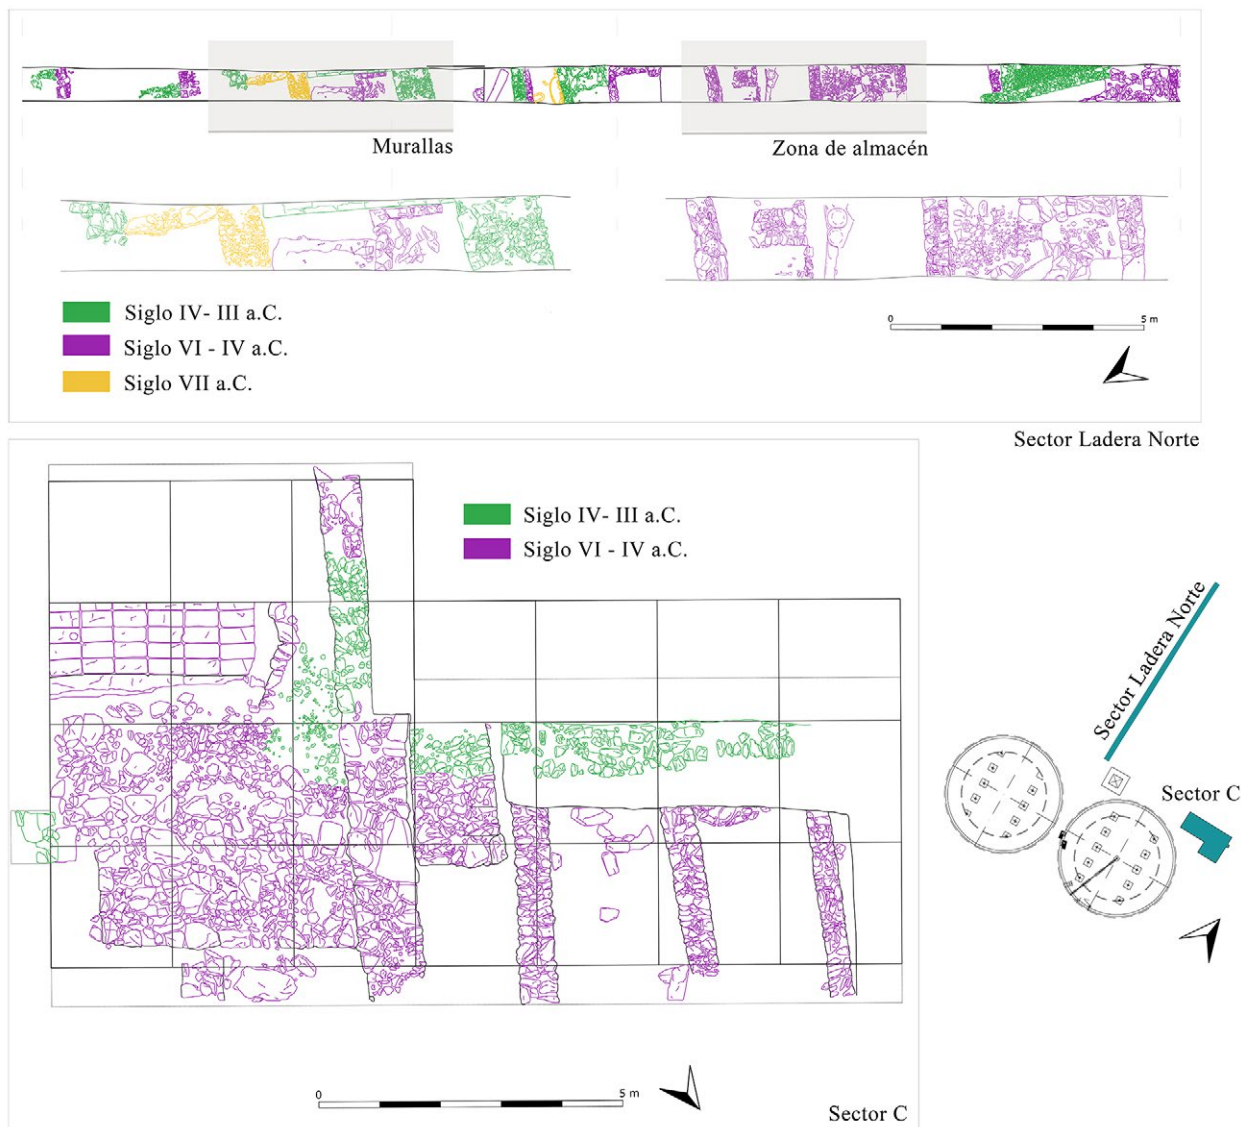 Murallas
Zona de almacén
Siglo IV- III a.C.
Siglo VI - IV a.C.
Siglo VII a.C.
0
5 m
Sector Ladera Norte
Siglo IV- III a.C.
Siglo VI - IV a.C.
Sector Ladera Norte
Sector C
0
5 m
Sector C